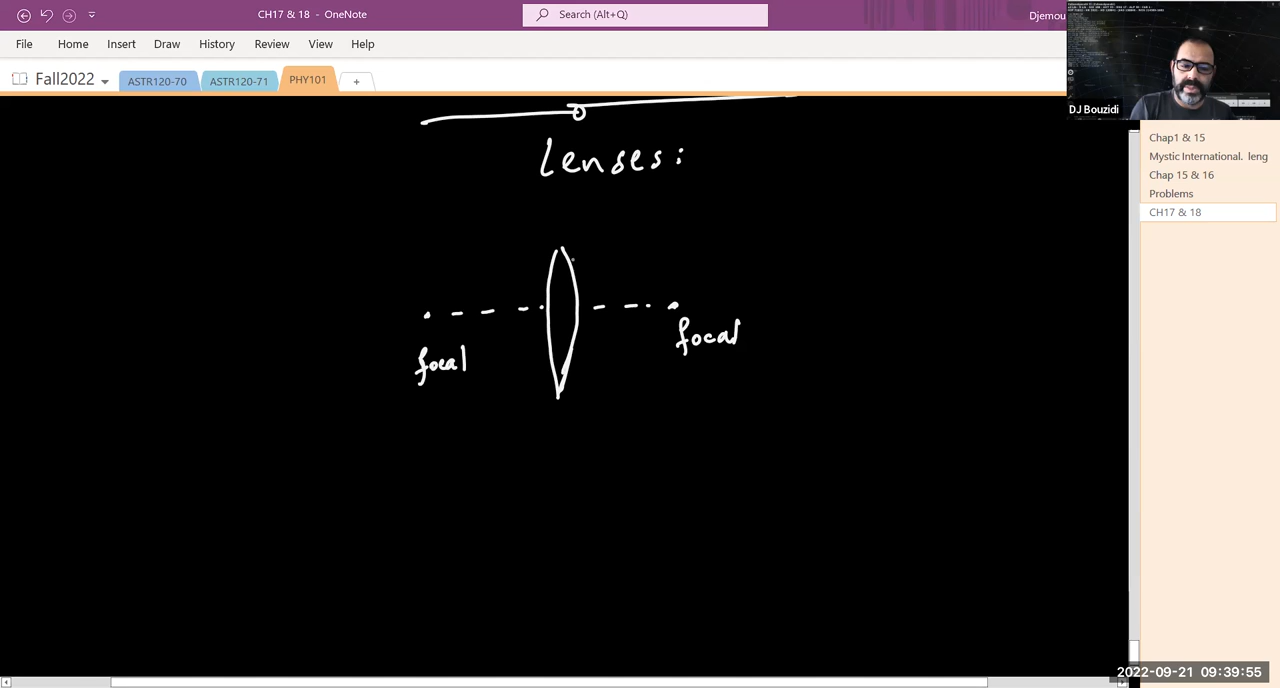 CH17 & 18 - OneNote
Search (Alt+Q)
Djemou
File Home Insert Draw History Review View Help
Fall2022 ASTR120-70 ASTR120-71 PHY101 +
DJ Bouzidi
Chap1 & 15
Mystic International. leng
Chap 15 & 16
Problems
CH17 & 18
Lenses:
focal
focal
2022-09-21 09:39:55